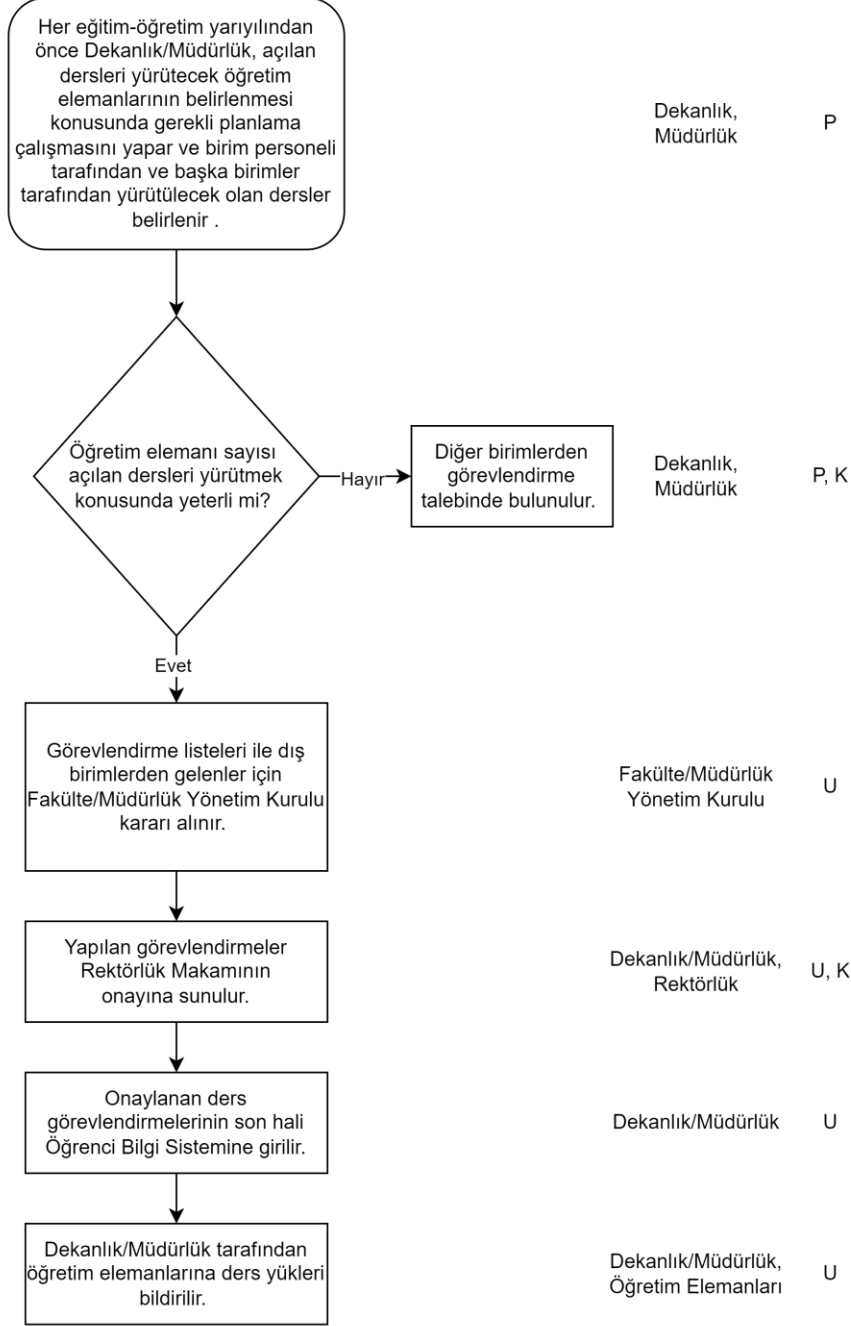 Her eğitim-öğretim yarıyılından
önce Dekanlık/Müdürlük, açılan
dersleri yürütecek öğretim
elemanlarının belirlenmesi
konusunda gerekli planlama
çalışmasını yapar ve birim personeli
tarafından ve başka birimler
tarafından yürütülecek olan dersler
belirlenir .
Dekanlık,
Müdürlük
P
Öğretim elemanı sayısı
açılan dersleri yürütmek
konusunda yeterli mi?
Hayır
Diğer birimlerden
görevlendirme
talebinde bulunulur.
Dekanlık,
Müdürlük
P, K
Evet
Görevlendirme listeleri ile dış
birimlerden gelenler için
Fakülte/Müdürlük Yönetim Kurulu
kararı alınır.
Fakülte/Müdürlük
Yönetim Kurulu
U
Yapılan görevlendirmeler
Rektörlük Makamının
onayına sunulur.
Dekanlık/Müdürlük,
Rektörlük
U, K
Onaylanan ders
görevlendirmelerinin son hali
Öğrenci Bilgi Sistemine girilir.
Dekanlık/Müdürlük
U
Dekanlık/Müdürlük tarafından
öğretim elemanlarına ders yükleri
bildirilir.
Dekanlık/Müdürlük,
Öğretim Elemanları
U